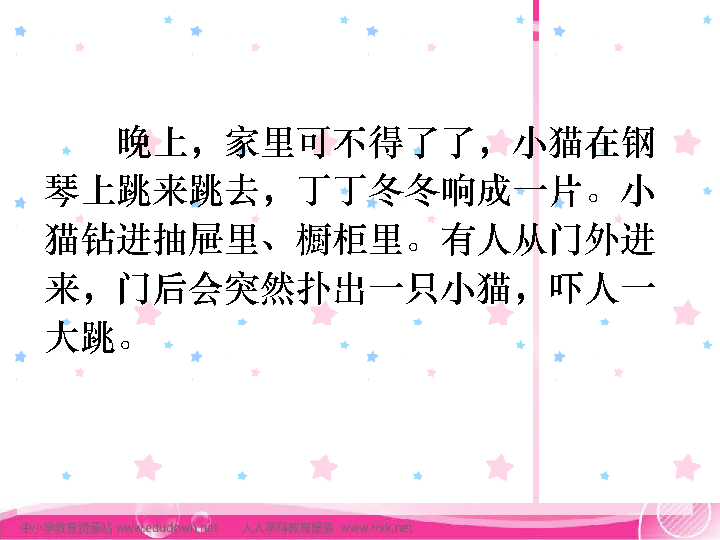 晚上，家里可不得了了，小猫在钢
琴上跳来跳去，丁丁冬冬响成一片。小
猫钻进抽屉里、橱柜里。有人从门外进
来，门后会突然扑出一只小猫，吓人一
大跳。
中小学教育资源站 www.edudown.net 人人学科教育搜索 www.rrxk.net